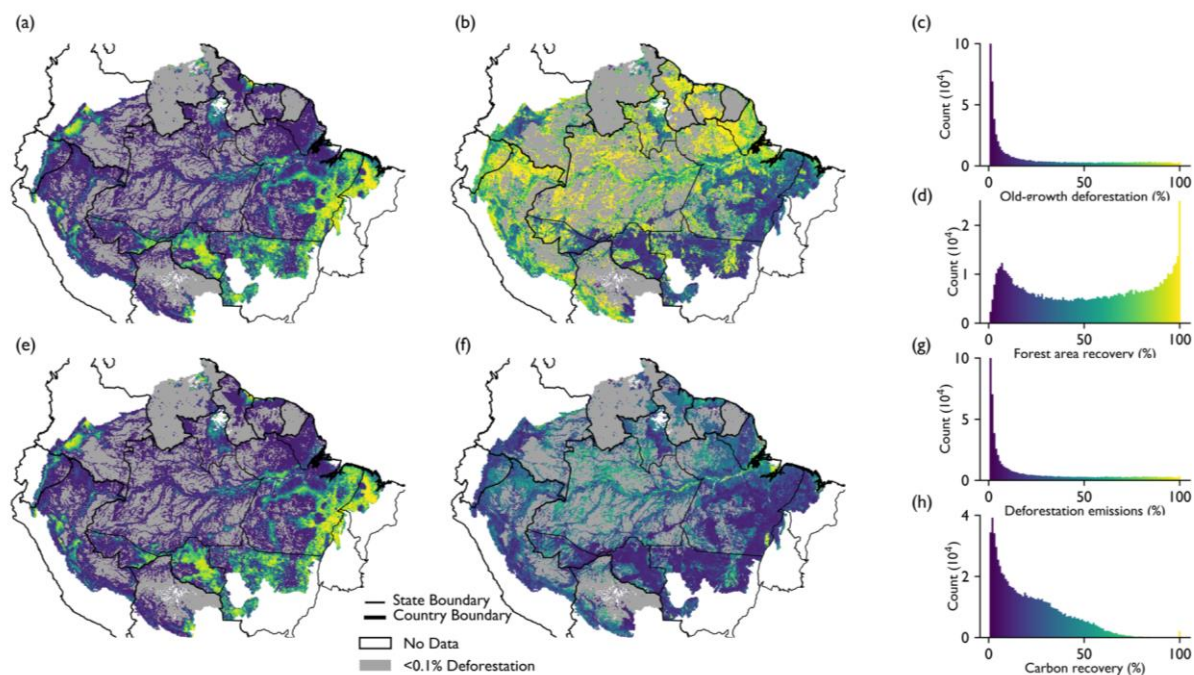 (a)
(b)
(c)
10
5
0
Count (10⁴)
0
50
100
Old-growth deforestation (%)
(d)
2
1
0
Count (10⁴)
0
50
100
Forest area recovery (%)
(e)
(f)
(g)
10
5
0
Count (10⁴)
0
50
100
Deforestation emissions (%)
(h)
4
2
0
Count (10⁴)
0
50
100
Carbon recovery (%)
State Boundary
Country Boundary
No Data
<0.1% Deforestation